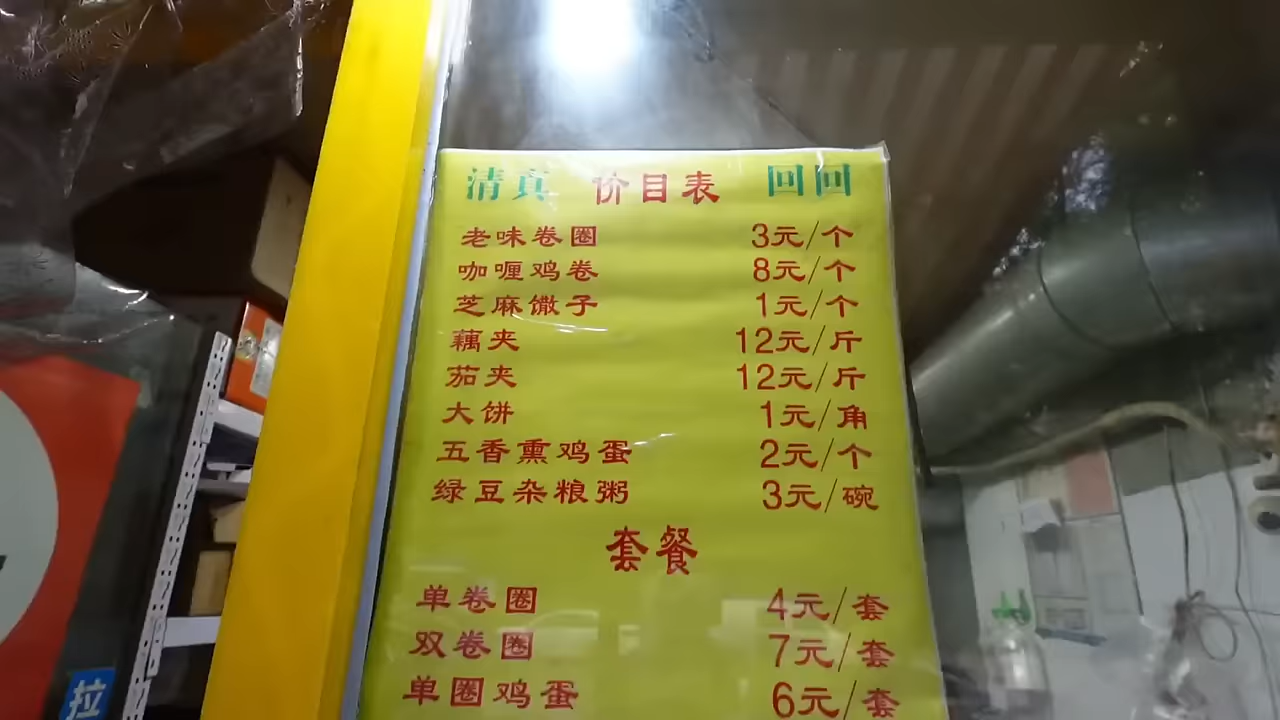 清真 价目表 回回
老味卷圈 3元/个
咖喱鸡卷 8元/个
芝麻馓子 1元/个
藕夹 12元/斤
茄夹 12元/斤
大饼 1元/角
五香熏鸡蛋 2元/个
绿豆杂粮粥 3元/碗
套餐
单卷圈 4元/套
双卷圈 7元/套
单圈鸡蛋 6元/套
拉